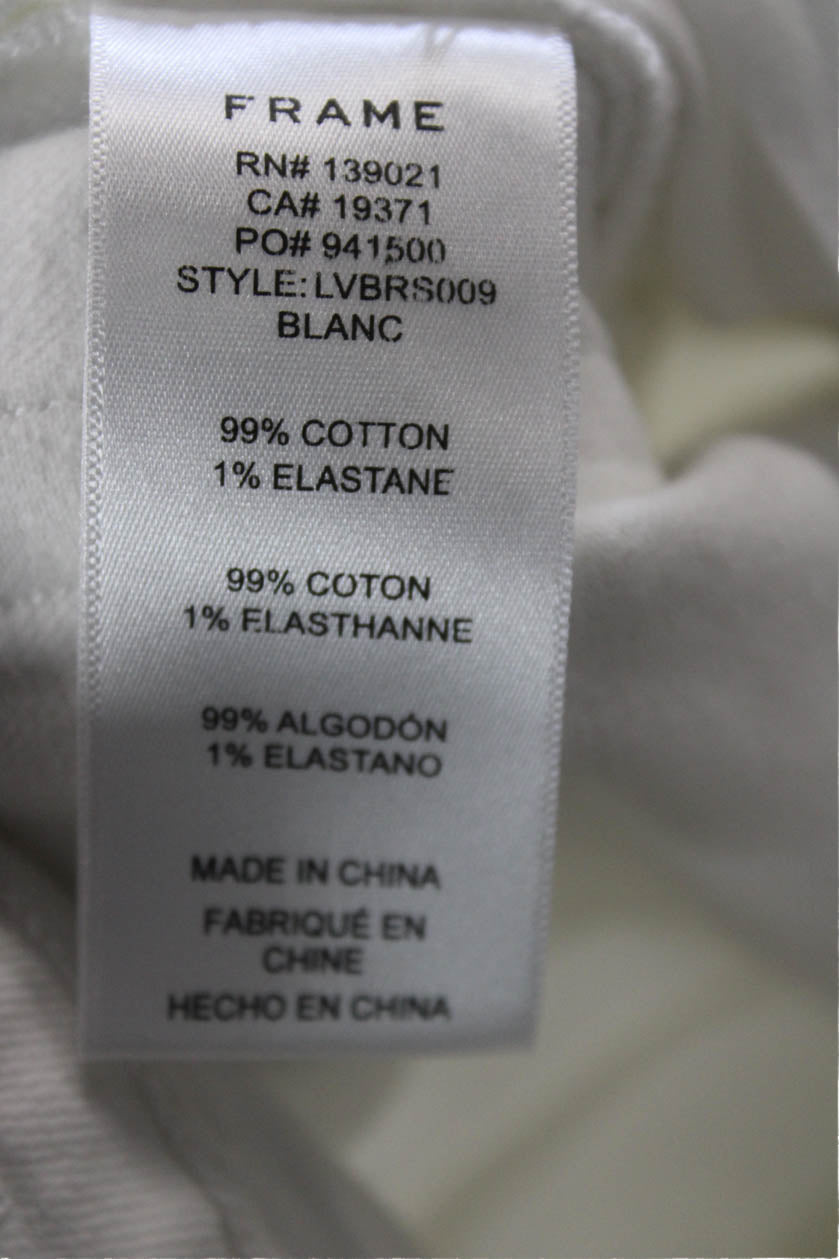 FRAME
RN# 139021
CA# 19371
PO# 941500
STYLE: LVBRS009
BLANC
99% COTTON
1% ELASTANE
99% COTON
1% ELASTHANNE
99% ALGODÓN
1% ELASTANO
MADE IN CHINA
FABRIQUÉ EN
CHINE
HECHO EN CHINA